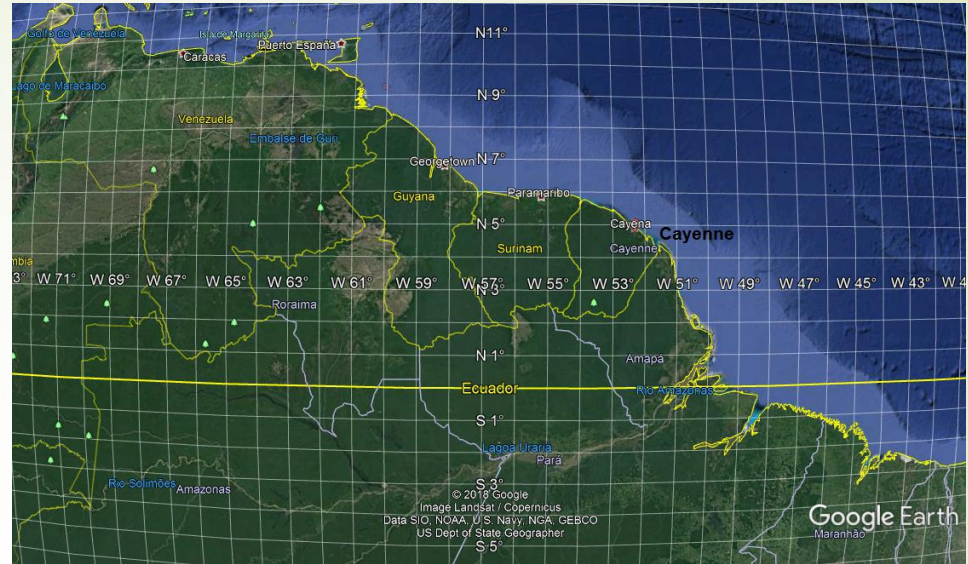 Golfo de Venezuela
Isla de Margarita
N11°
Puerto España
Caracas
Lago de Maracaibo
N 9°
Venezuela
Embalse de Guri
Georgetown
N 7°
Guyana
Paramaribo
N 5°
Cayena
Cayenne
Surinam
Cayenne
mbia
3°
W 71°
W 69°
W 67°
W 65°
W 63°
W 61°
W 59°
W 57°
W 55°
W 53°
W 51°
W 49°
W 47°
W 45°
W 43°
W 4
N 3°
Roraima
N 1°
Amapá
Ecuador
Rio Amazonas
S 1°
Lagoa Uraria
Pará
S 3°
Rio Solimões
Amazonas
© 2018 Google
Image Landsat / Copernicus
Data SIO, NOAA, U.S. Navy, NGA, GEBCO
US Dept of State Geographer
Google Earth
Maranhão
S 5°